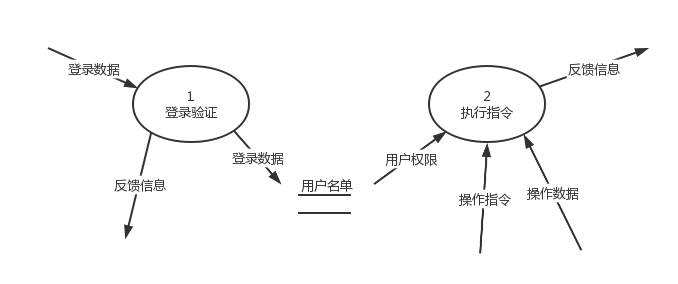 登录数据
1
登录验证
反馈信息
登录数据
用户名单
用户权限
2
执行指令
反馈信息
操作指令
操作数据